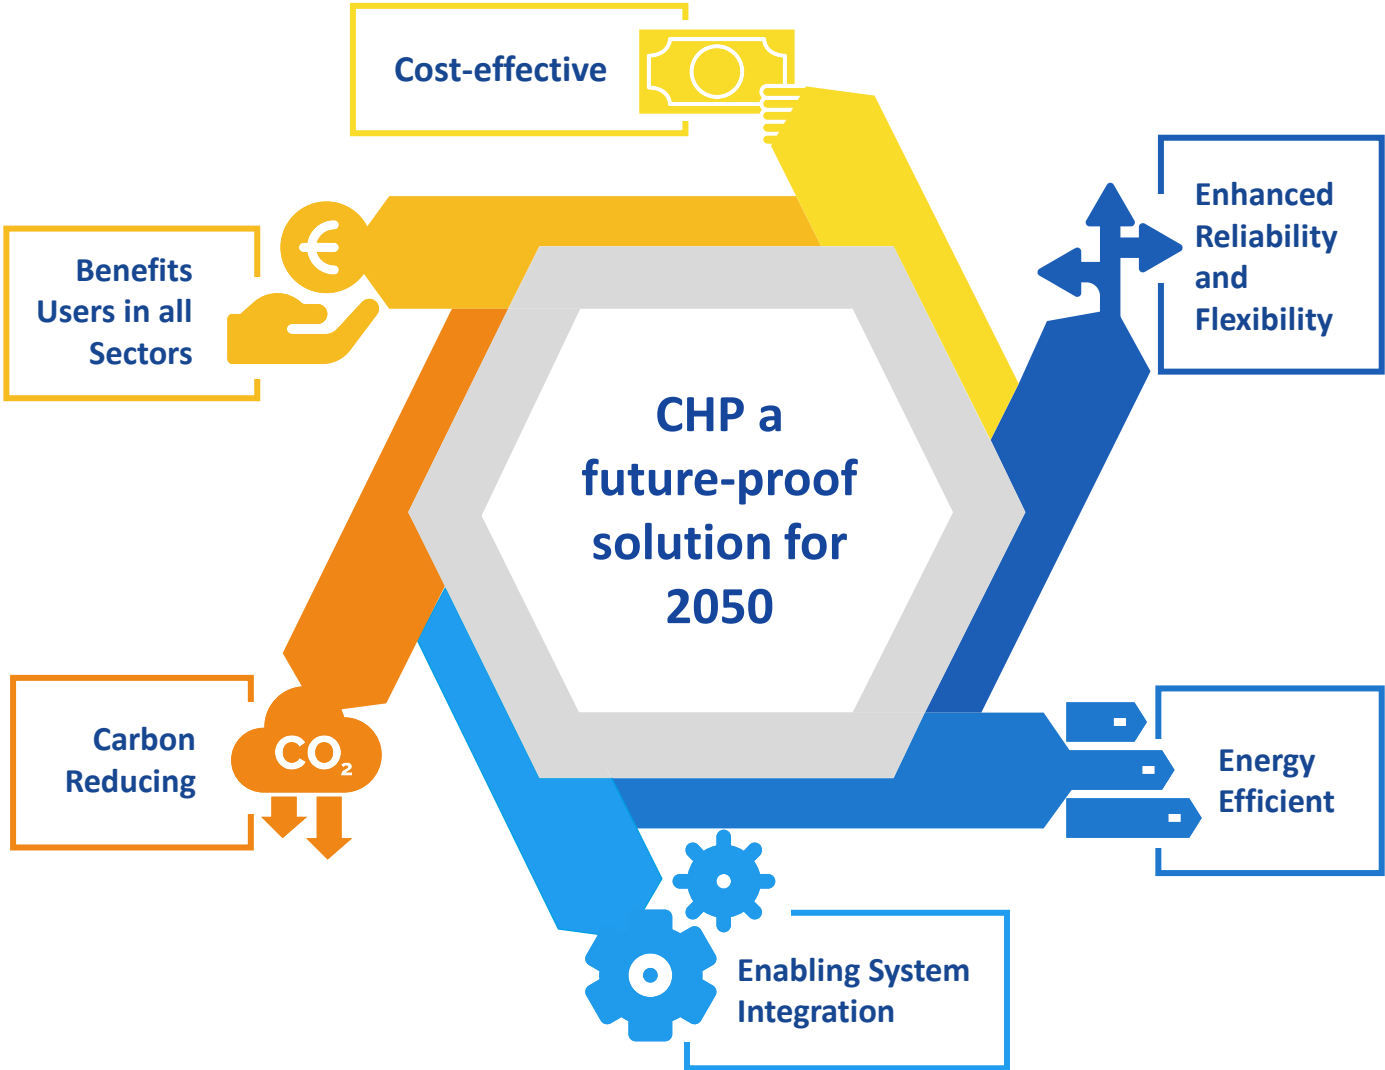 Cost-effective
Enhanced
Reliability
and
Flexibility
Benefits
Users in all
Sectors
€
CHP a
future-proof
solution for
2050
Carbon
Reducing
CO₂
Energy
Efficient
Enabling System
Integration